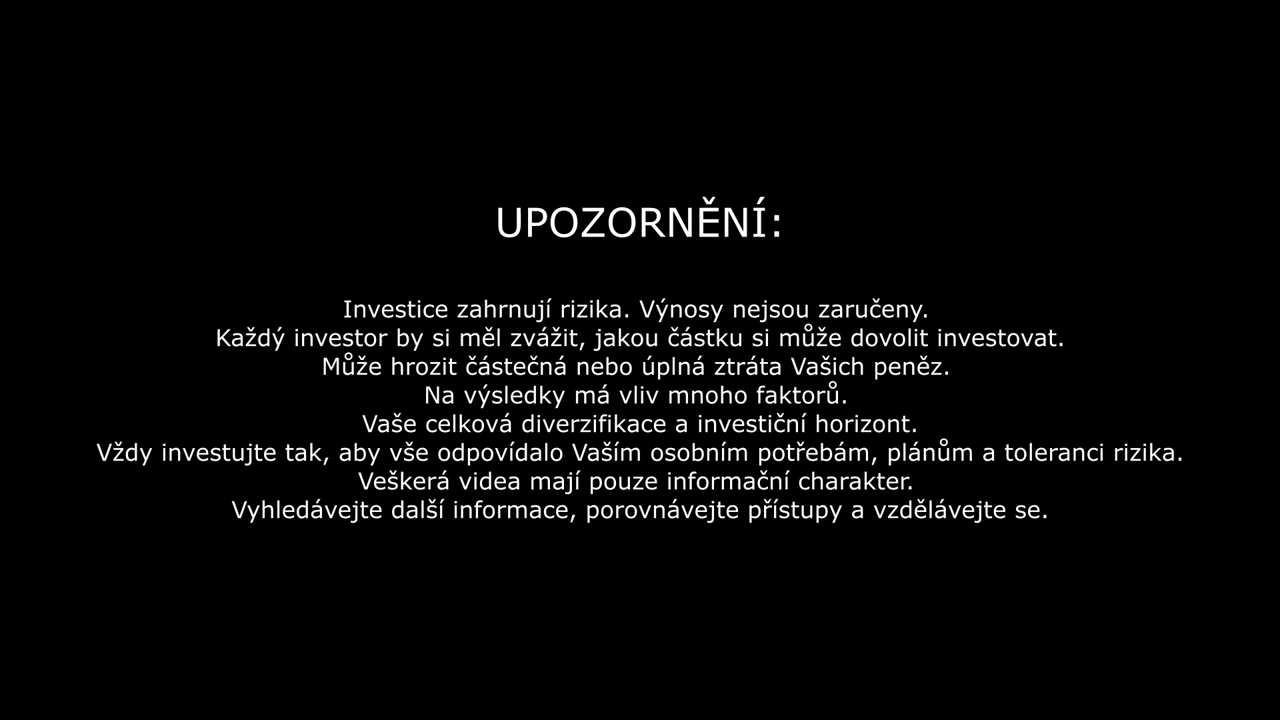 UPOZORNĚNÍ:
Investice zahrnují rizika. Výnosy nejsou zaručeny.
Každý investor by si měl zvážit, jakou částku si může dovolit investovat.
Může hrozit částečná nebo úplná ztráta Vašich peněz.
Na výsledky má vliv mnoho faktorů.
Vaše celková diverzifikace a investiční horizont.
Vždy investujte tak, aby vše odpovídalo Vaším osobním potřebám, plánům a toleranci rizika.
Veškerá videa mají pouze informační charakter.
Vyhledávejte další informace, porovnávejte přístupy a vzdělávejte se.